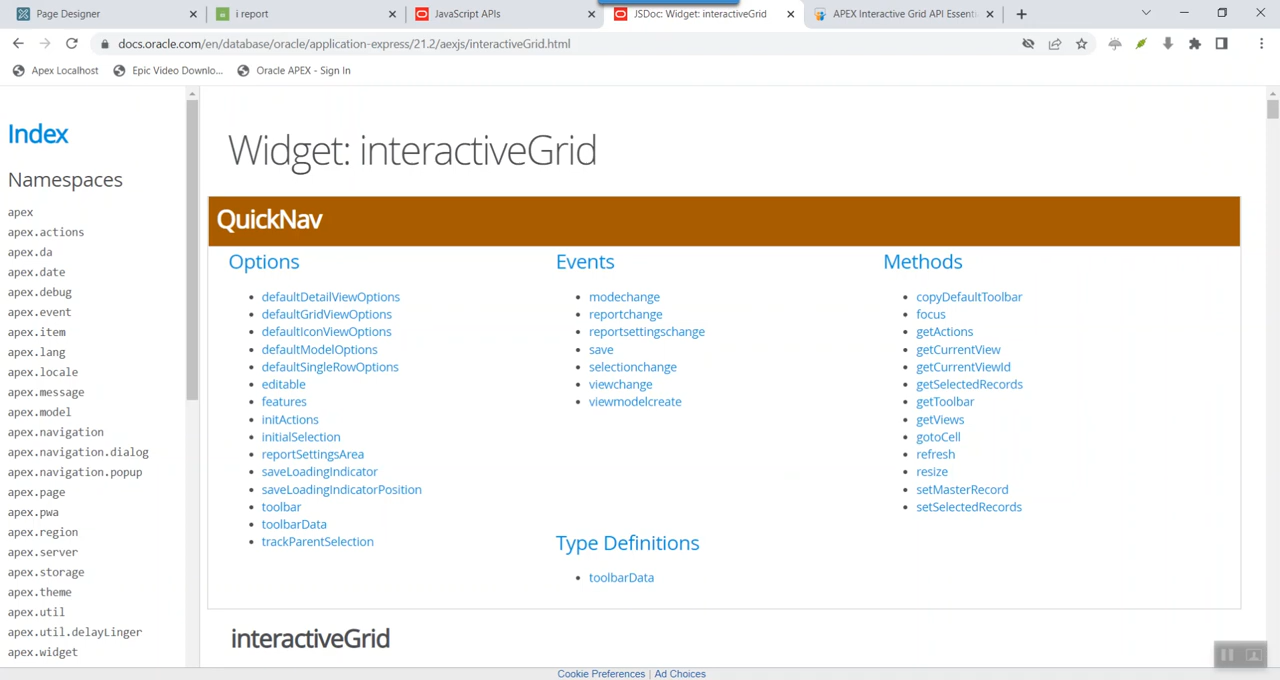 Page Designer
i report
JavaScript APIs
JSDoc: Widget: interactiveGrid
APEX Interactive Grid API Essenti
docs.oracle.com/en/database/oracle/application-express/21.2/aexjs/interactiveGrid.html
Apex Localhost
Epic Video Downlo...
Oracle APEX - Sign In
Index
Namespaces
apex
apex.actions
apex.da
apex.date
apex.debug
apex.event
apex.item
apex.lang
apex.locale
apex.message
apex.model
apex.navigation
apex.navigation.dialog
apex.navigation.popup
apex.page
apex.pwa
apex.region
apex.server
apex.storage
apex.theme
apex.util
apex.util.delayLinger
apex.widget
Widget: interactiveGrid
QuickNav
Options
defaultDetailViewOptions
defaultGridViewOptions
defaultIconViewOptions
defaultModelOptions
defaultSingleRowOptions
editable
features
initActions
initialSelection
reportSettingsArea
saveLoadingIndicator
saveLoadingIndicatorPosition
toolbar
toolbarData
trackParentSelection
Events
modechange
reportchange
reportsettingschange
save
selectionchange
viewchange
viewmodelcreate
Type Definitions
toolbarData
Methods
copyDefaultToolbar
focus
getActions
getCurrentView
getCurrentViewId
getSelectedRecords
getToolbar
getViews
gotoCell
refresh
resize
setMasterRecord
setSelectedRecords
interactiveGrid
Cookie Preferences | Ad Choices